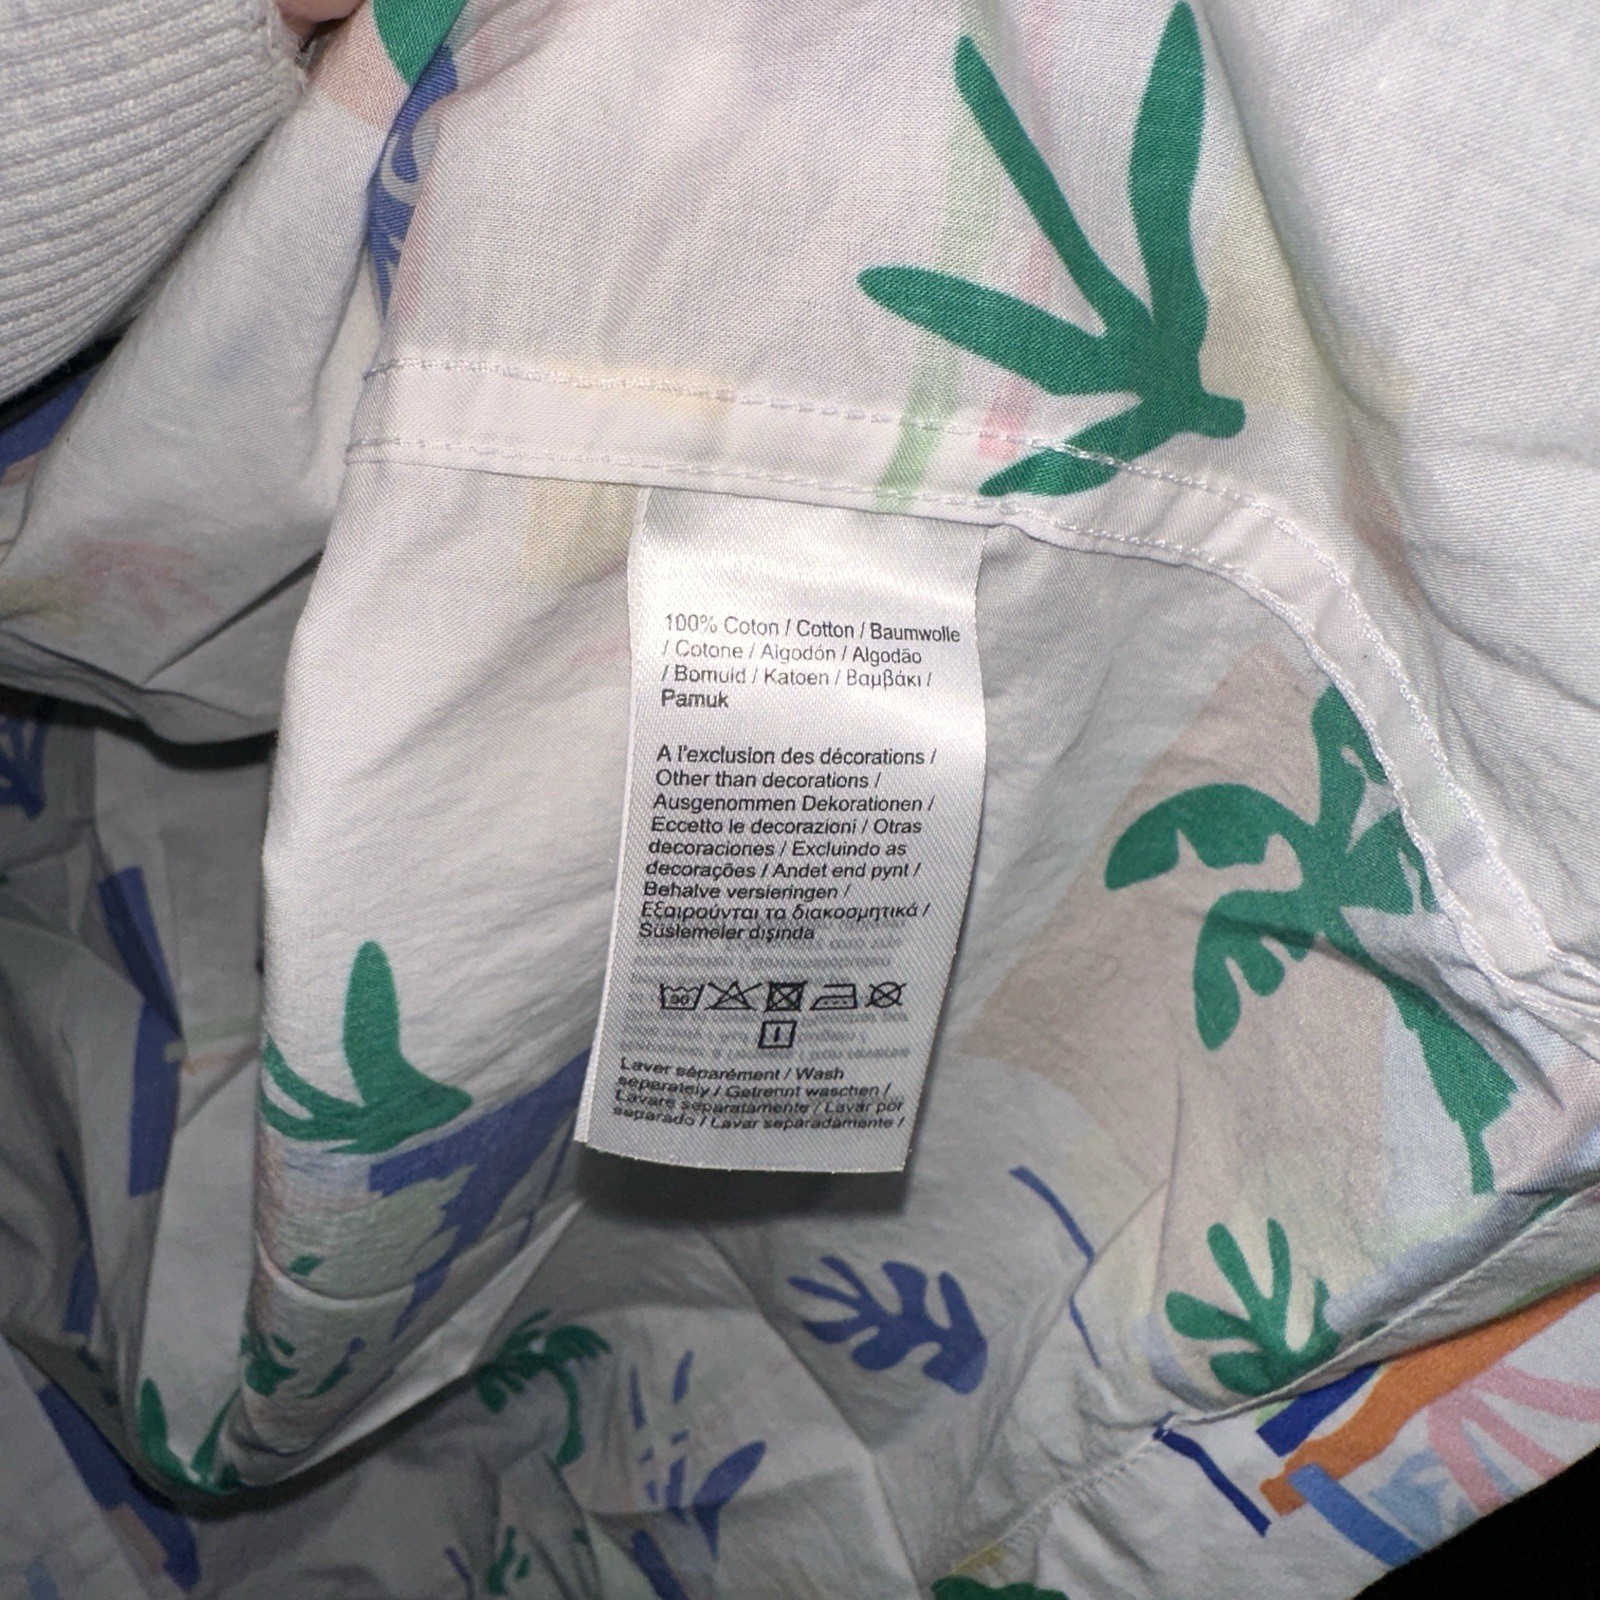 100% Coton / Cotton / Baumwolle
/ Cotone / Algodón / Algodão
/ Bomuld / Katoen / Βαμβάκι /
Pamuk
A l'exclusion des décorations /
Other than decorations /
Ausgenommen Dekorationen /
Eccetto le decorazioni / Otras
decoraciones / Excluindo as
decorações / Andet end pynt /
Behalve versieringen /
Εξαιρούνται τα διακοσμητικά /
Süslemeler dışında
30
I
Laver séparément / Wash
separately / Getrennt waschen /
Lavare separatamente / Lavar por
separado / Lavar separadamente /